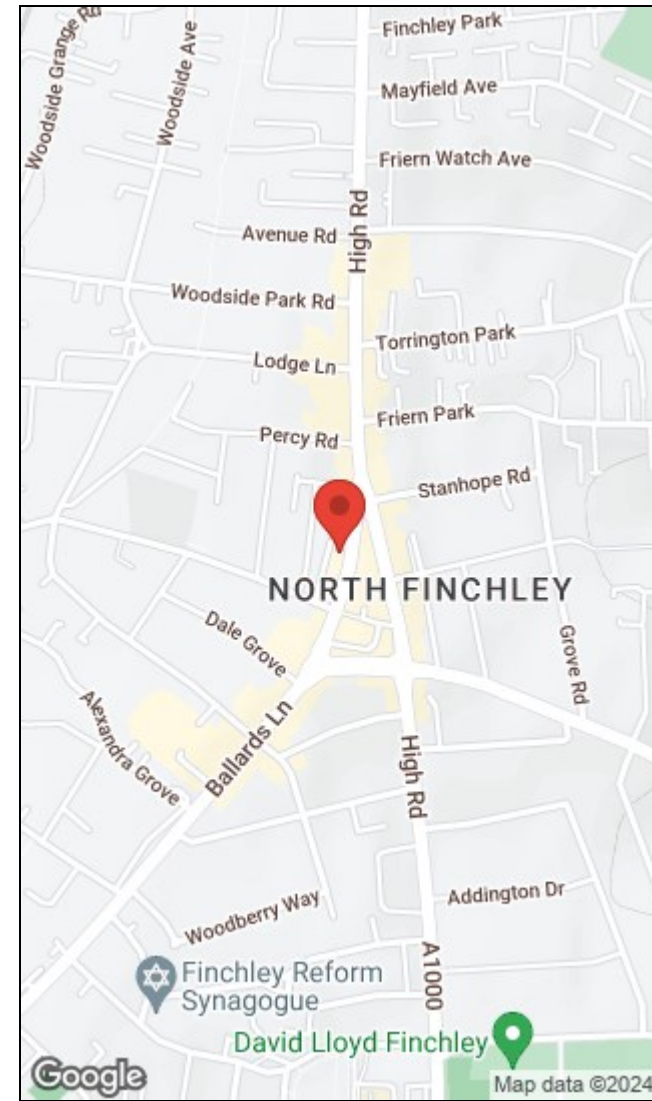 Finchley Park
Woodside Grange Rd
Woodside Ave
Mayfield Ave
Friern Watch Ave
High Rd
Avenue Rd
Woodside Park Rd
Torrington Park
Lodge Ln
Friern Park
Percy Rd
Stanhope Rd
NORTH FINCHLEY
Dale Grove
Grove Rd
Alexandra Grove
Ballards Ln
High Rd
Addington Dr
Woodberry Way
A1000
Finchley Reform
Synagogue
David Lloyd Finchley
Google
Map data ©2024